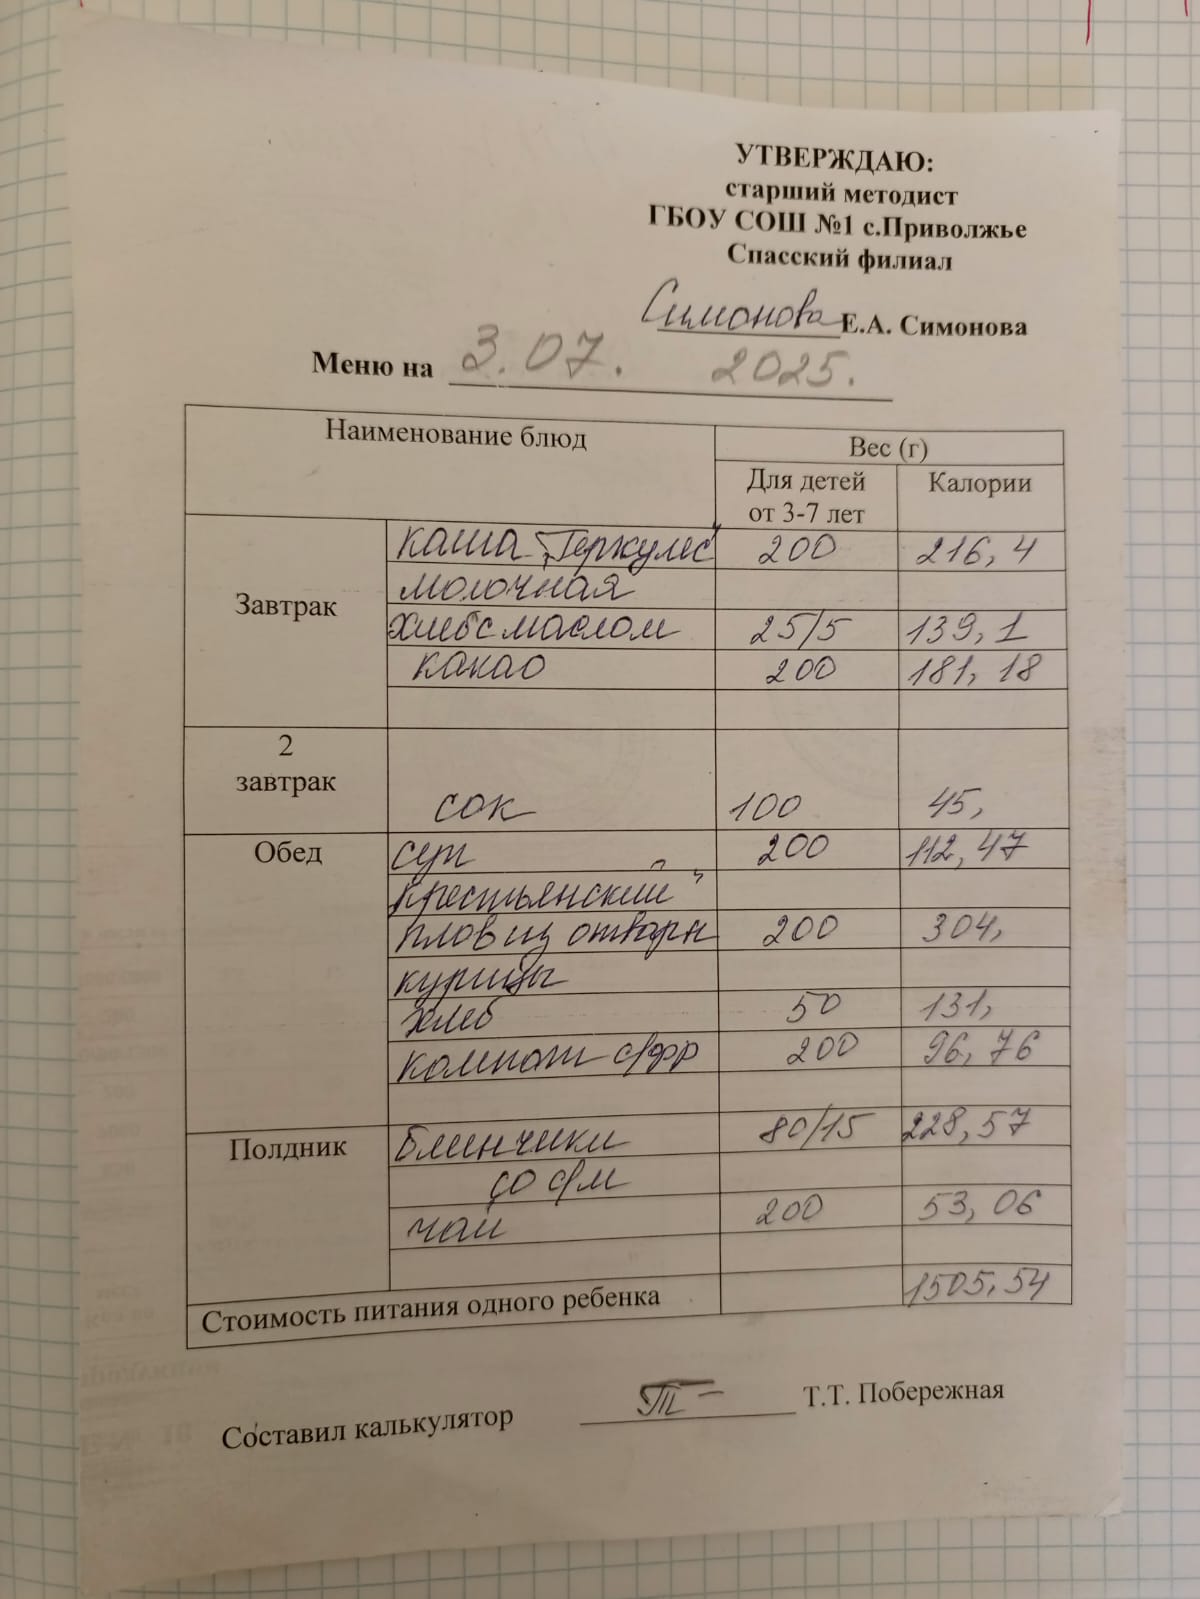 УТВЕРЖДАЮ:
старший методист
ГБОУ СОШ №1 с.Приволжье
Спасский филиал
Симонова Е.А. Симонова
Меню на 3.07. 2025.
Наименование блюд Вес (г)
Для детей от 3-7 лет Калории
Завтрак
каша "Геркулес" 200 216,4
молочная
хлеб с маслом 25/5 139,1
какао 200 181,18
2 завтрак
сок 100 45,
Обед
суп 200 112,47
крестьянский"
плов из отварн 200 304,
курицы
хлеб 50 131,
компот с/фр 200 96,76
Полдник
блинчики 80/15 228,57
со с/м
чай 200 53,06
Стоимость питания одного ребенка 1505,54
Составил калькулятор Т.Т. Побережная